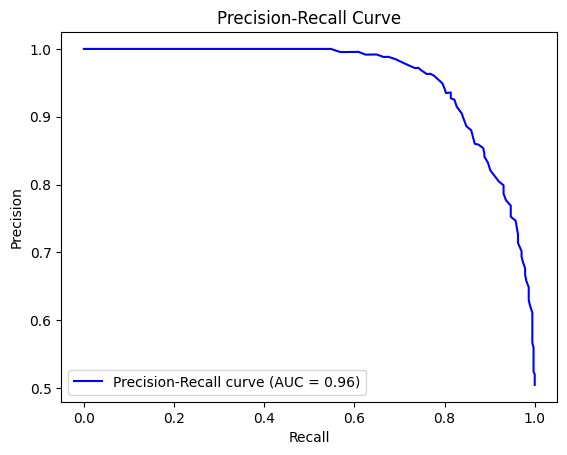 Precision-Recall Curve
1.0
0.9
0.8
0.7
0.6
0.5
Precision
Precision-Recall curve (AUC = 0.96)
0.0 0.2 0.4 0.6 0.8 1.0
Recall